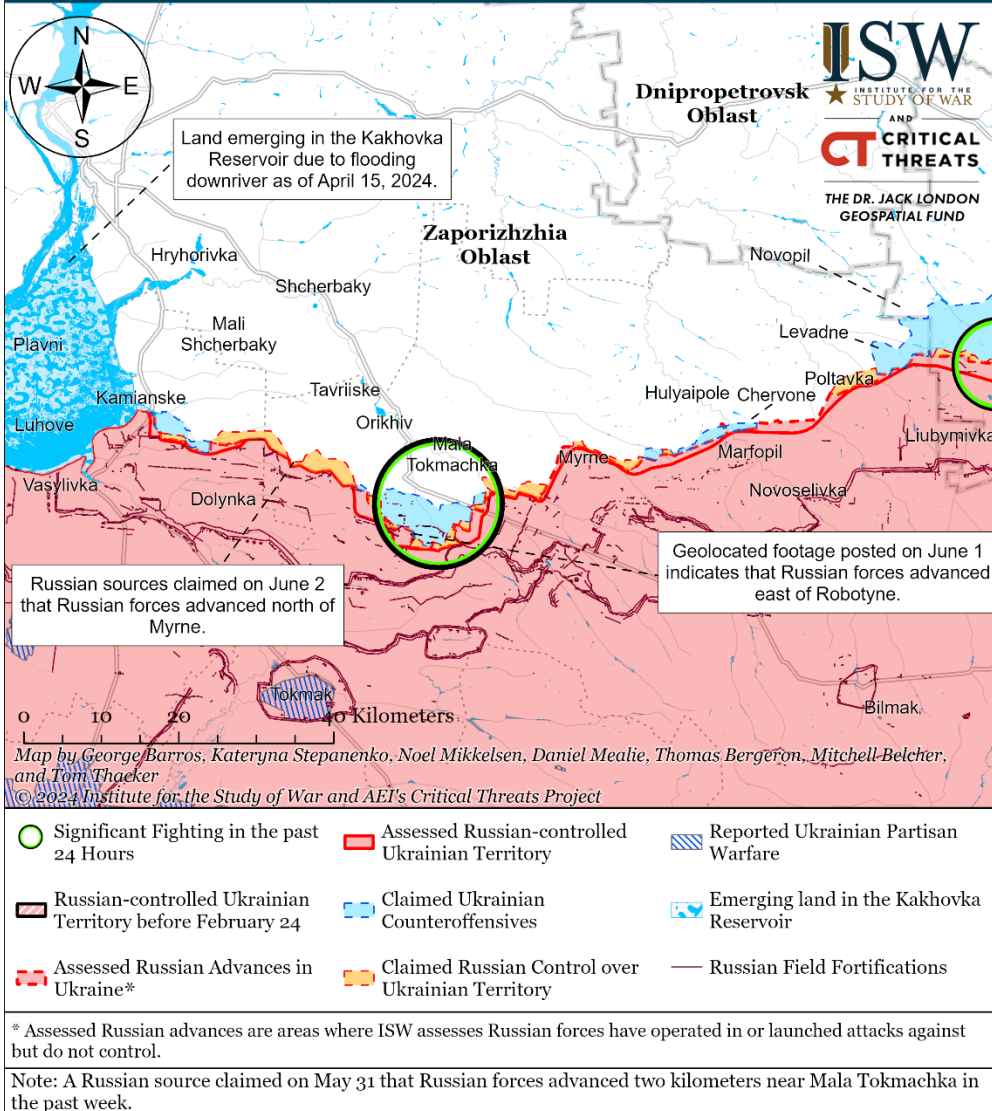 N
W
E
S
ISW
INSTITUTE FOR THE
STUDY OF WAR
AND
CT CRITICAL
THREATS
THE DR. JACK LONDON
GEOSPATIAL FUND
Dnipropetrovsk
Oblast
Land emerging in the Kakhovka
Reservoir due to flooding
downriver as of April 15, 2024.
Zaporizhzhia
Oblast
Hryhorivka
Novopil
Shcherbaky
Mali
Shcherbaky
Levadne
Plavni
Tavriiske
Poltavka
Kamianske
Hulyaipole
Chervone
Luhove
Orikhiv
Mala
Tokmachka
Myrne
Marfopil
Liubymivka
Vasylivka
Dolynka
Novoselivka
Geolocated footage posted on June 1
indicates that Russian forces advanced
east of Robotyne.
Russian sources claimed on June 2
that Russian forces advanced north of
Myrne.
Tokmak
Bilmak
0 10 20 40 Kilometers
Map by George Barros, Kateryna Stepanenko, Noel Mikkelsen, Daniel Mealie, Thomas Bergeron, Mitchell Belcher,
and Tom Thacker
© 2024 Institute for the Study of War and AEI's Critical Threats Project
Significant Fighting in the past
24 Hours
Russian-controlled Ukrainian
Territory before February 24
Assessed Russian Advances in
Ukraine*
Assessed Russian-controlled
Ukrainian Territory
Claimed Ukrainian
Counteroffensives
Claimed Russian Control over
Ukrainian Territory
Reported Ukrainian Partisan
Warfare
Emerging land in the Kakhovka
Reservoir
Russian Field Fortifications
* Assessed Russian advances are areas where ISW assesses Russian forces have operated in or launched attacks against
but do not control.
Note: A Russian source claimed on May 31 that Russian forces advanced two kilometers near Mala Tokmachka in
the past week.